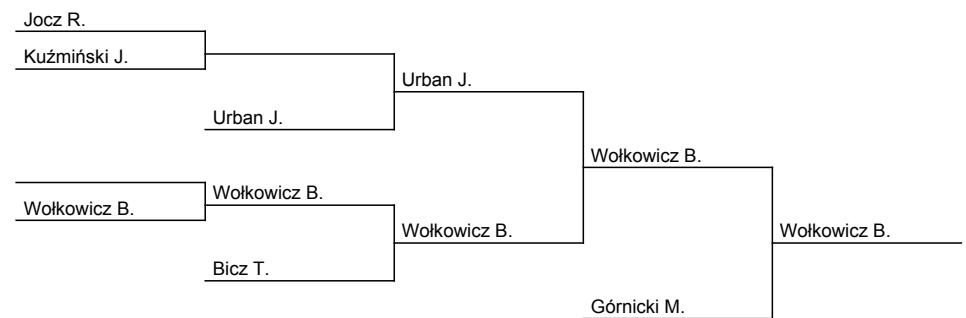 Jocz R.
Kuźmiński J.
Urban J.
Urban J.
Wołkowicz B.
Wołkowicz B.
Wołkowicz B.
Wołkowicz B.
Wołkowicz B.
Bicz T.
Górnicki M.